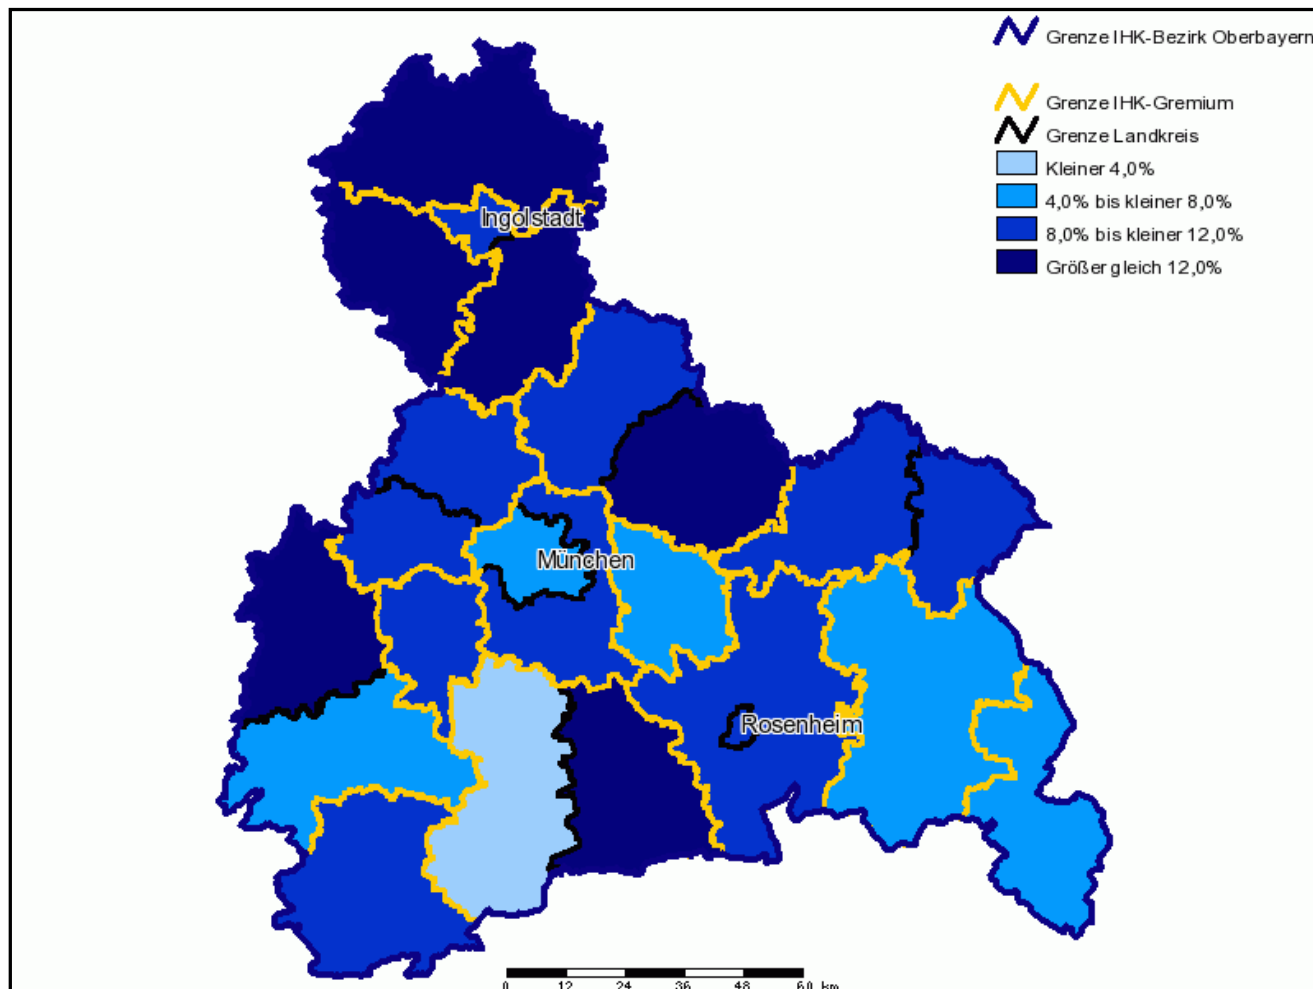 Grenze IHK-Bezirk Oberbayern
Grenze IHK-Gremium
Grenze Landkreis
Kleiner 4,0%
4,0% bis kleiner 8,0%
8,0% bis kleiner 12,0%
Größer gleich 12,0%
Ingolstadt
München
Rosenheim
0 12 24 36 48 60 km